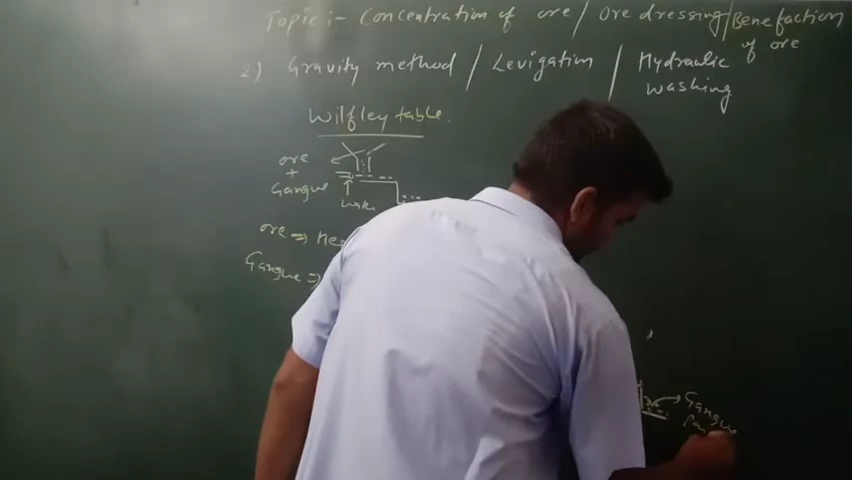 Topic :- Concentration of ore / Ore dressing / Benefaction of ore
2) Gravity method / Levigation / Hydraulic washing
Wilfley table.
ore
+
Gangue
ore ⇒
Gangue ⇒
Gangue